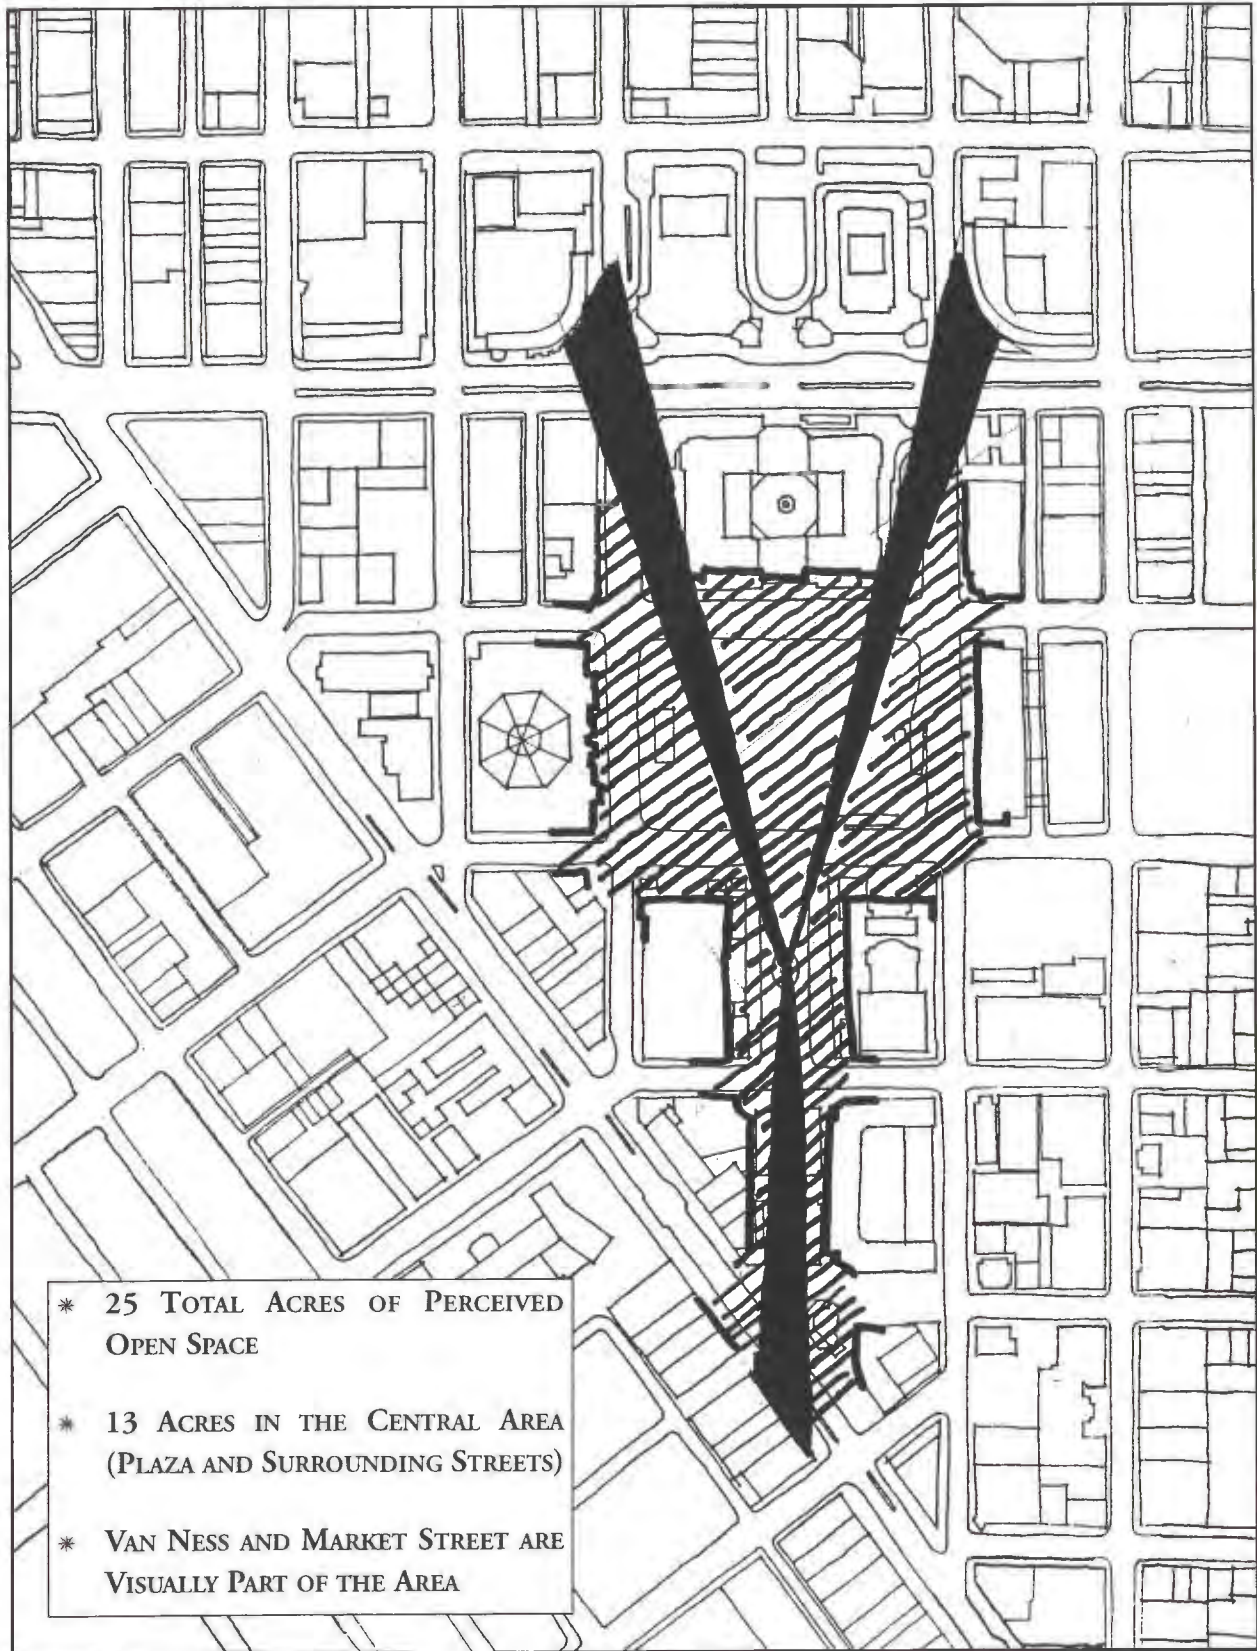 * 25 TOTAL ACRES OF PERCEIVED
OPEN SPACE
* 13 ACRES IN THE CENTRAL AREA
(PLAZA AND SURROUNDING STREETS)
* VAN NESS AND MARKET STREET ARE
VISUALLY PART OF THE AREA